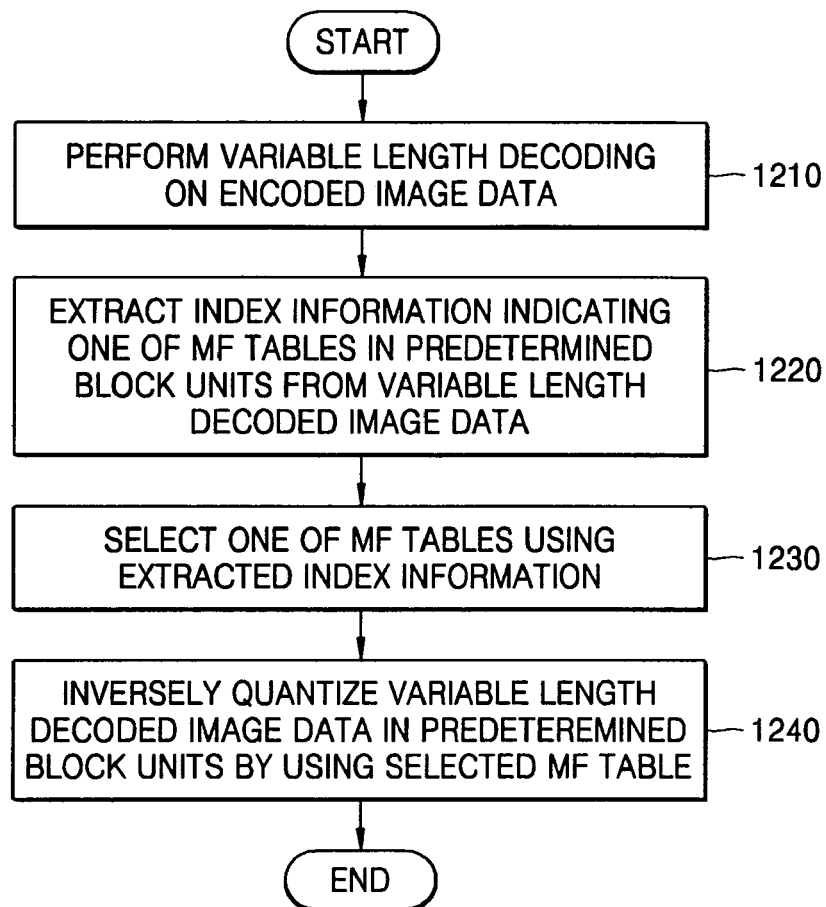 START
PERFORM VARIABLE LENGTH DECODING
ON ENCODED IMAGE DATA
1210
EXTRACT INDEX INFORMATION INDICATING
ONE OF MF TABLES IN PREDETERMINED
BLOCK UNITS FROM VARIABLE LENGTH
DECODED IMAGE DATA
1220
SELECT ONE OF MF TABLES USING
EXTRACTED INDEX INFORMATION
1230
INVERSELY QUANTIZE VARIABLE LENGTH
DECODED IMAGE DATA IN PREDETEREMINED
BLOCK UNITS BY USING SELECTED MF TABLE
1240
END